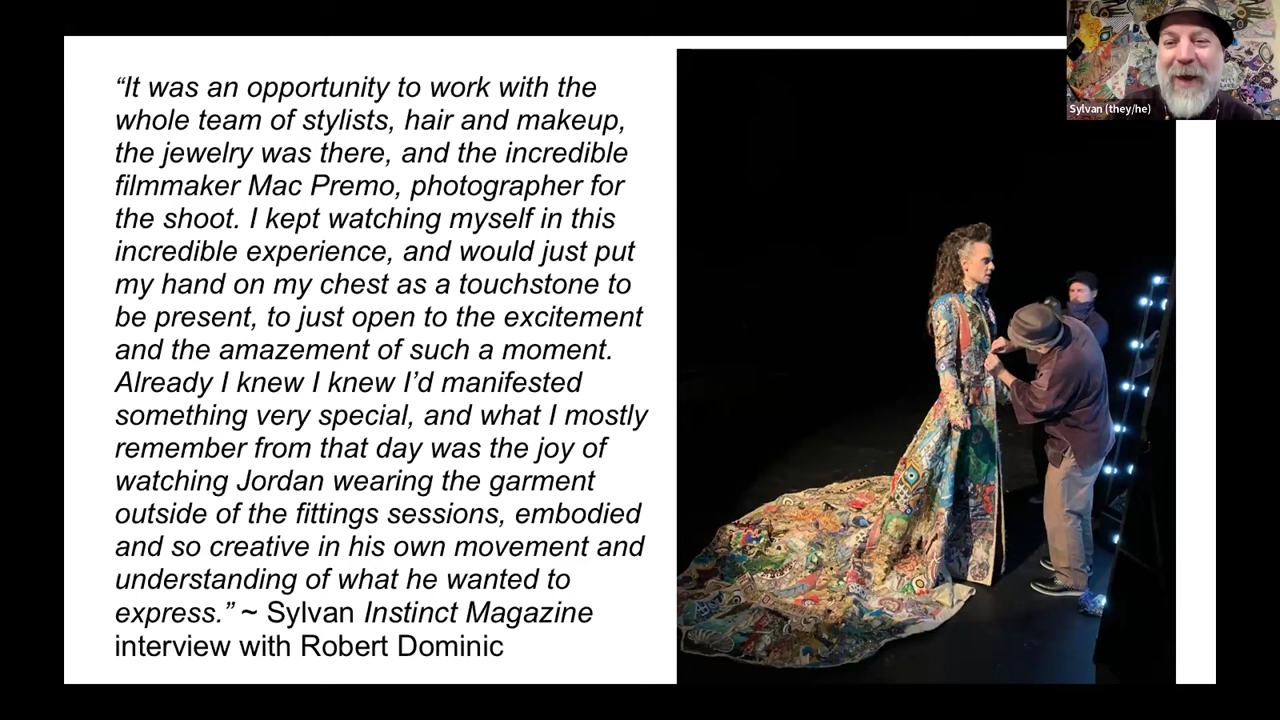 “It was an opportunity to work with the
whole team of stylists, hair and makeup,
the jewelry was there, and the incredible
filmmaker Mac Premo, photographer for
the shoot. I kept watching myself in this
incredible experience, and would just put
my hand on my chest as a touchstone to
be present, to just open to the excitement
and the amazement of such a moment.
Already I knew I knew I’d manifested
something very special, and what I mostly
remember from that day was the joy of
watching Jordan wearing the garment
outside of the fittings sessions, embodied
and so creative in his own movement and
understanding of what he wanted to
express.” ~ Sylvan Instinct Magazine
interview with Robert Dominic
Sylvan (they/he)